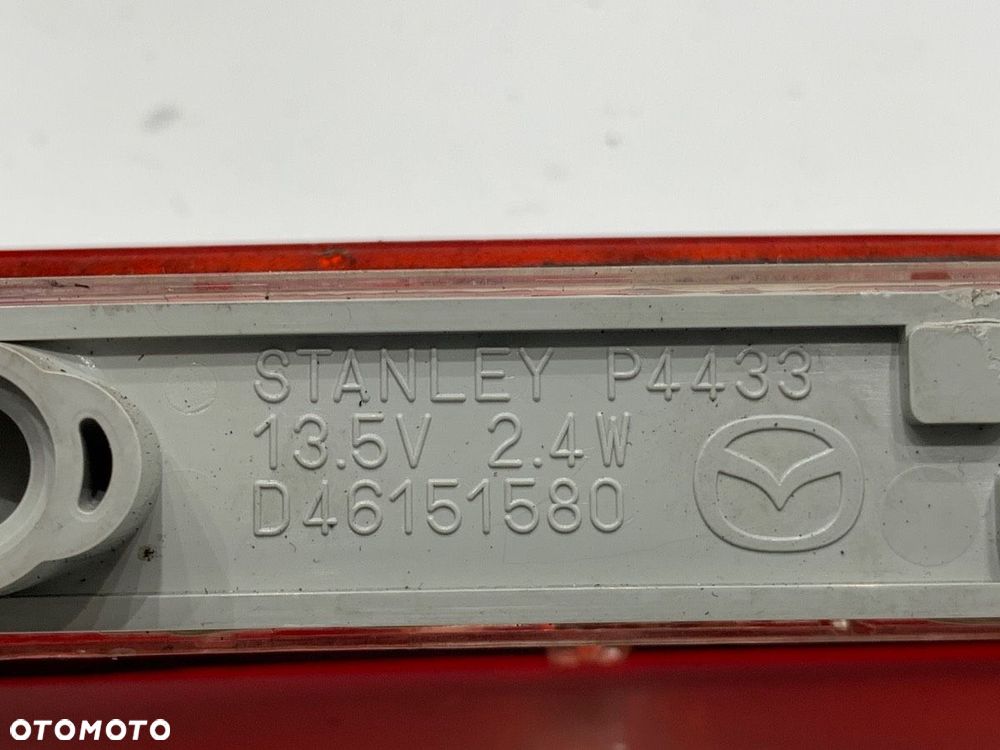 STANLEY P4433
13.5V 2.4W
D46151580
OTOMOTO